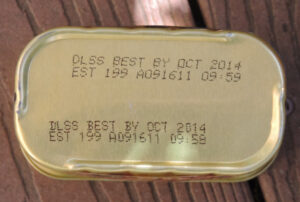 DLSS BEST BY OCT 2014
EST 199 A091611 09:59
DLSS BEST BY OCT 2014
EST 199 A091611 09:58